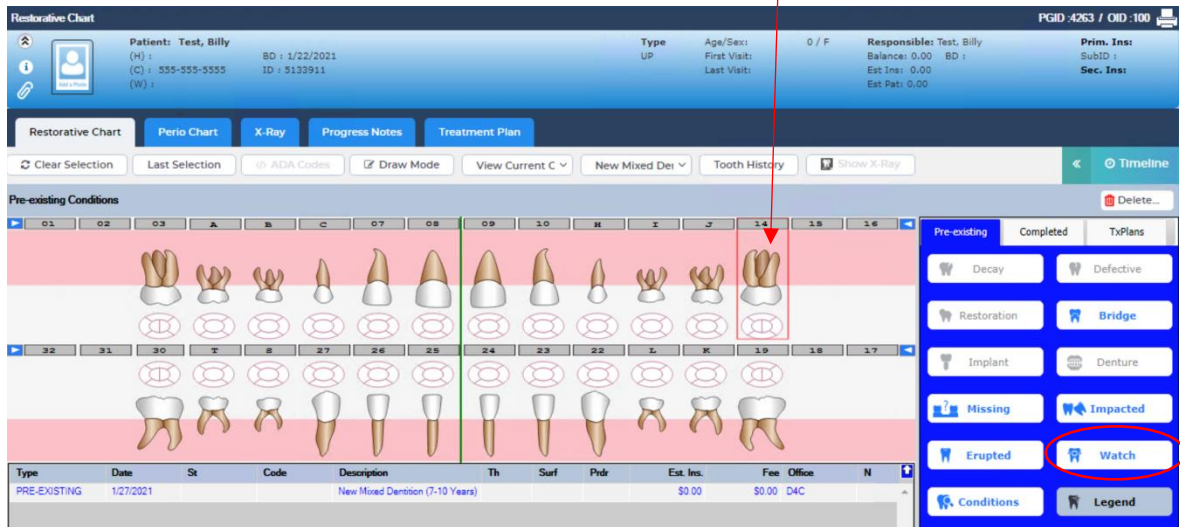 Restorative Chart PGID :4263 / OID :100
Patient: Test, Billy Type Age/Sex: 0 / F Responsible: Test, Billy Prim. Ins:
(H) : BD : 1/22/2021 UP First Visit: Balance: 0.00 BD : SubID :
(C) : 555-555-5555 ID : 5133911 Last Visit: Est Ins: 0.00 Sec. Ins:
(W) : Est Pat: 0.00
Add a Photo
Restorative Chart Perio Chart X-Ray Progress Notes Treatment Plan
Clear Selection Last Selection </> ADA Codes Draw Mode View Current C New Mixed Der Tooth History Show X-Ray « Timeline
Pre-existing Conditions Delete...
01 02 03 A B C 07 08 09 10 H I J 14 15 16
32 31 30 T S 27 26 25 24 23 22 L K 19 18 17
Pre-existing Completed TxPlans
Decay Defective
Restoration Bridge
Implant Denture
Missing Impacted
Erupted Watch
Conditions Legend
Type Date St Code Description Th Surf Prdr Est. Ins. Fee Office N
PRE-EXISTING 1/27/2021 New Mixed Dentition (7-10 Years) $0.00 $0.00 D4C